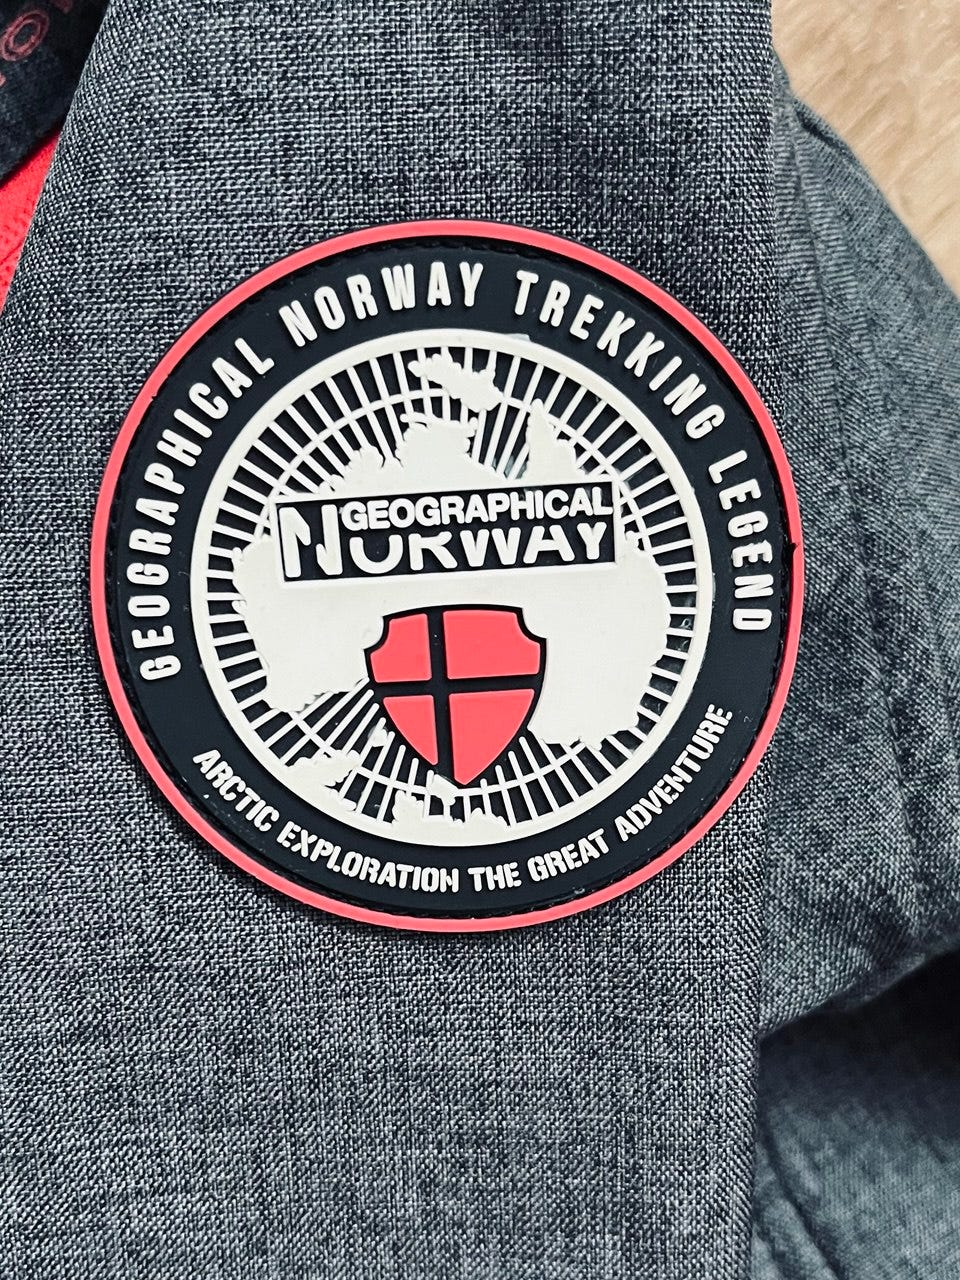 GEOGRAPHICAL NORWAY TREKKING LEGEND
GEOGRAPHICAL
NORWAY
ARCTIC EXPLORATION THE GREAT ADVENTURE